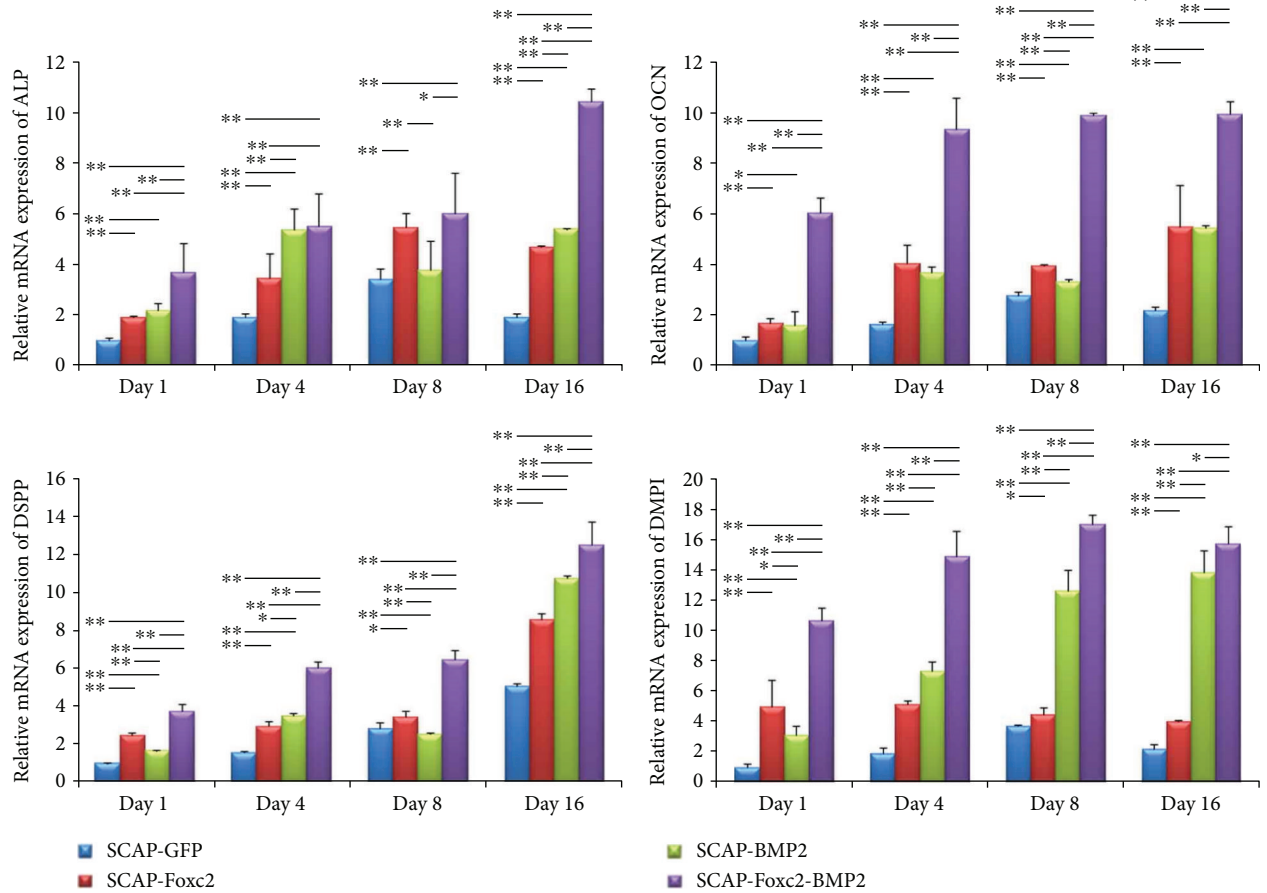 Relative mRNA expression of ALP
12
10
8
6
4
2
0
** ** ** ** **
** ** ** ** **
** * ** **
** ** ** ** ** **
Day 1 Day 4 Day 8 Day 16
Relative mRNA expression of OCN
12
10
8
6
4
2
0
** ** ** * **
** ** ** ** **
** ** ** ** ** **
** ** ** ** **
Day 1 Day 4 Day 8 Day 16
Relative mRNA expression of DSPP
16
14
12
10
8
6
4
2
0
** ** ** ** ** **
** ** ** * ** **
** ** ** ** ** *
** ** ** ** ** **
Day 1 Day 4 Day 8 Day 16
Relative mRNA expression of DMPI
20
18
16
14
12
10
8
6
4
2
0
** ** ** * ** **
** ** ** ** ** **
** ** ** ** ** *
** * ** ** ** **
Day 1 Day 4 Day 8 Day 16
SCAP-GFP
SCAP-Foxc2
SCAP-BMP2
SCAP-Foxc2-BMP2